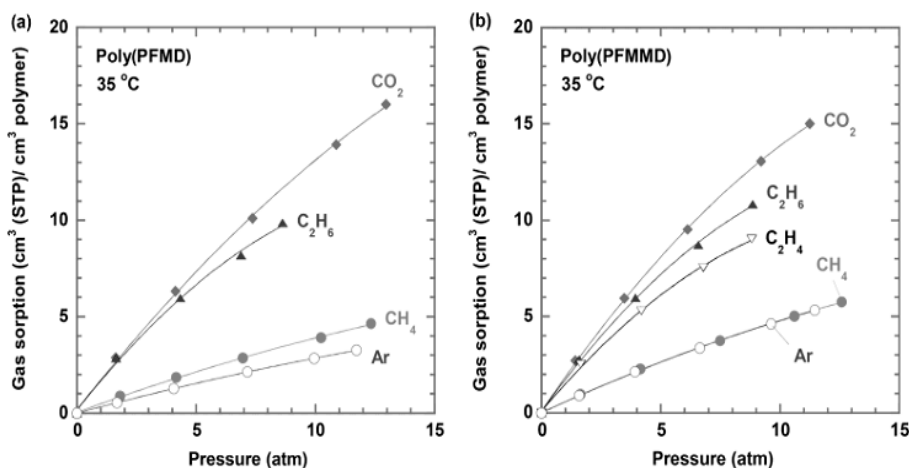 (a)
20
15
10
5
0
Gas sorption (cm³ (STP)/ cm³ polymer)
Poly(PFMD)
35 °C
CO₂
C₂H₆
CH₄
Ar
0 5 10 15
Pressure (atm)
(b)
20
15
10
5
0
Gas sorption (cm³ (STP)/ cm³ polymer)
Poly(PFMMD)
35 °C
CO₂
C₂H₆
C₂H₄
CH₄
Ar
0 5 10 15
Pressure (atm)